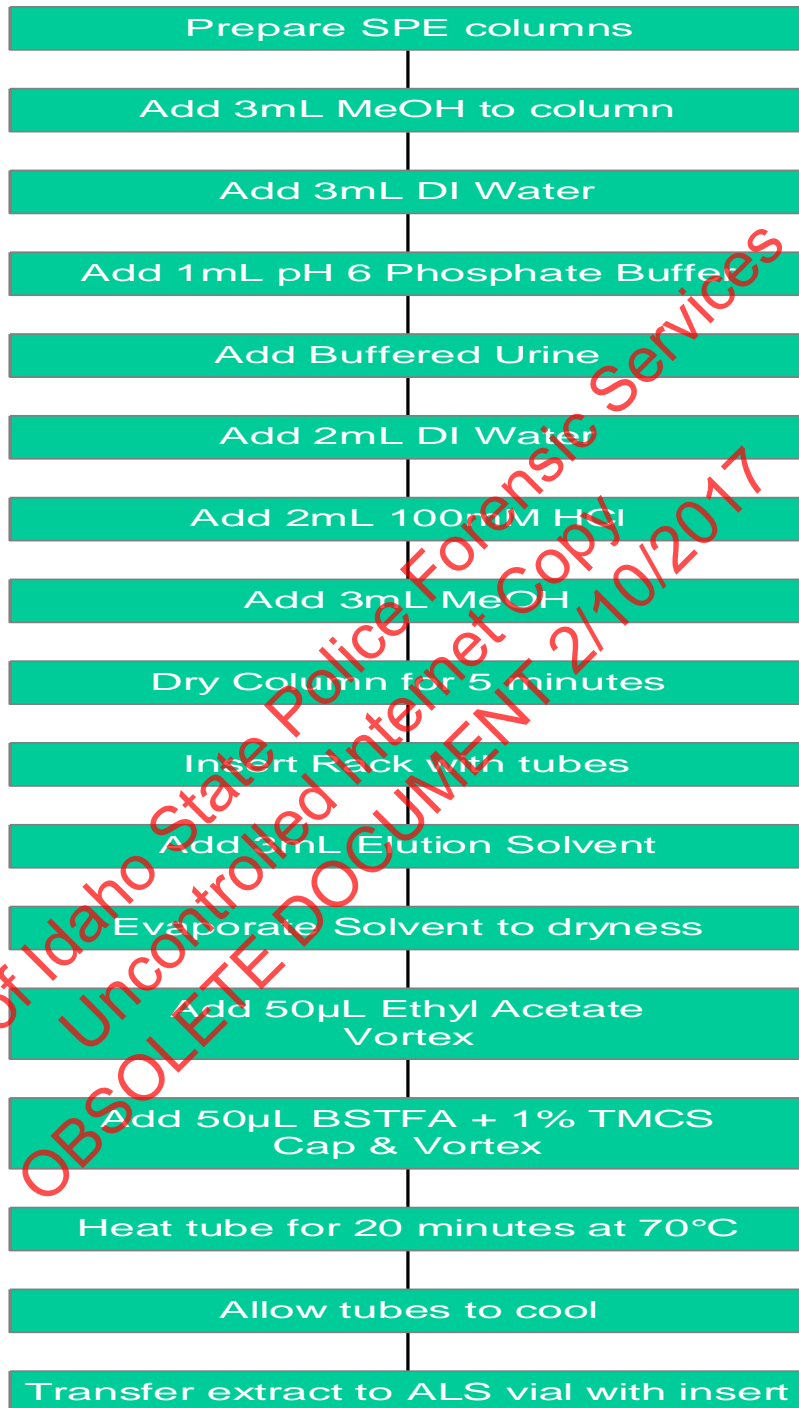 Prepare SPE columns
Add 3mL MeOH to column
Add 3mL DI Water
Add 1mL pH 6 Phosphate Buffer
Add Buffered Urine
Add 2mL DI Water
Add 2mL 100mM HCl
Add 3mL MeOH
Dry Column for 5 minutes
Insert Rack with tubes
Add 3mL Elution Solvent
Evaporate Solvent to dryness
Add 50µL Ethyl Acetate
Vortex
Add 50µL BSTFA + 1% TMCS
Cap & Vortex
Heat tube for 20 minutes at 70°C
Allow tubes to cool
Transfer extract to ALS vial with insert
of Idaho State Police Forensic Services
Uncontrolled Internet Copy
OBSOLETE DOCUMENT 2/10/2017